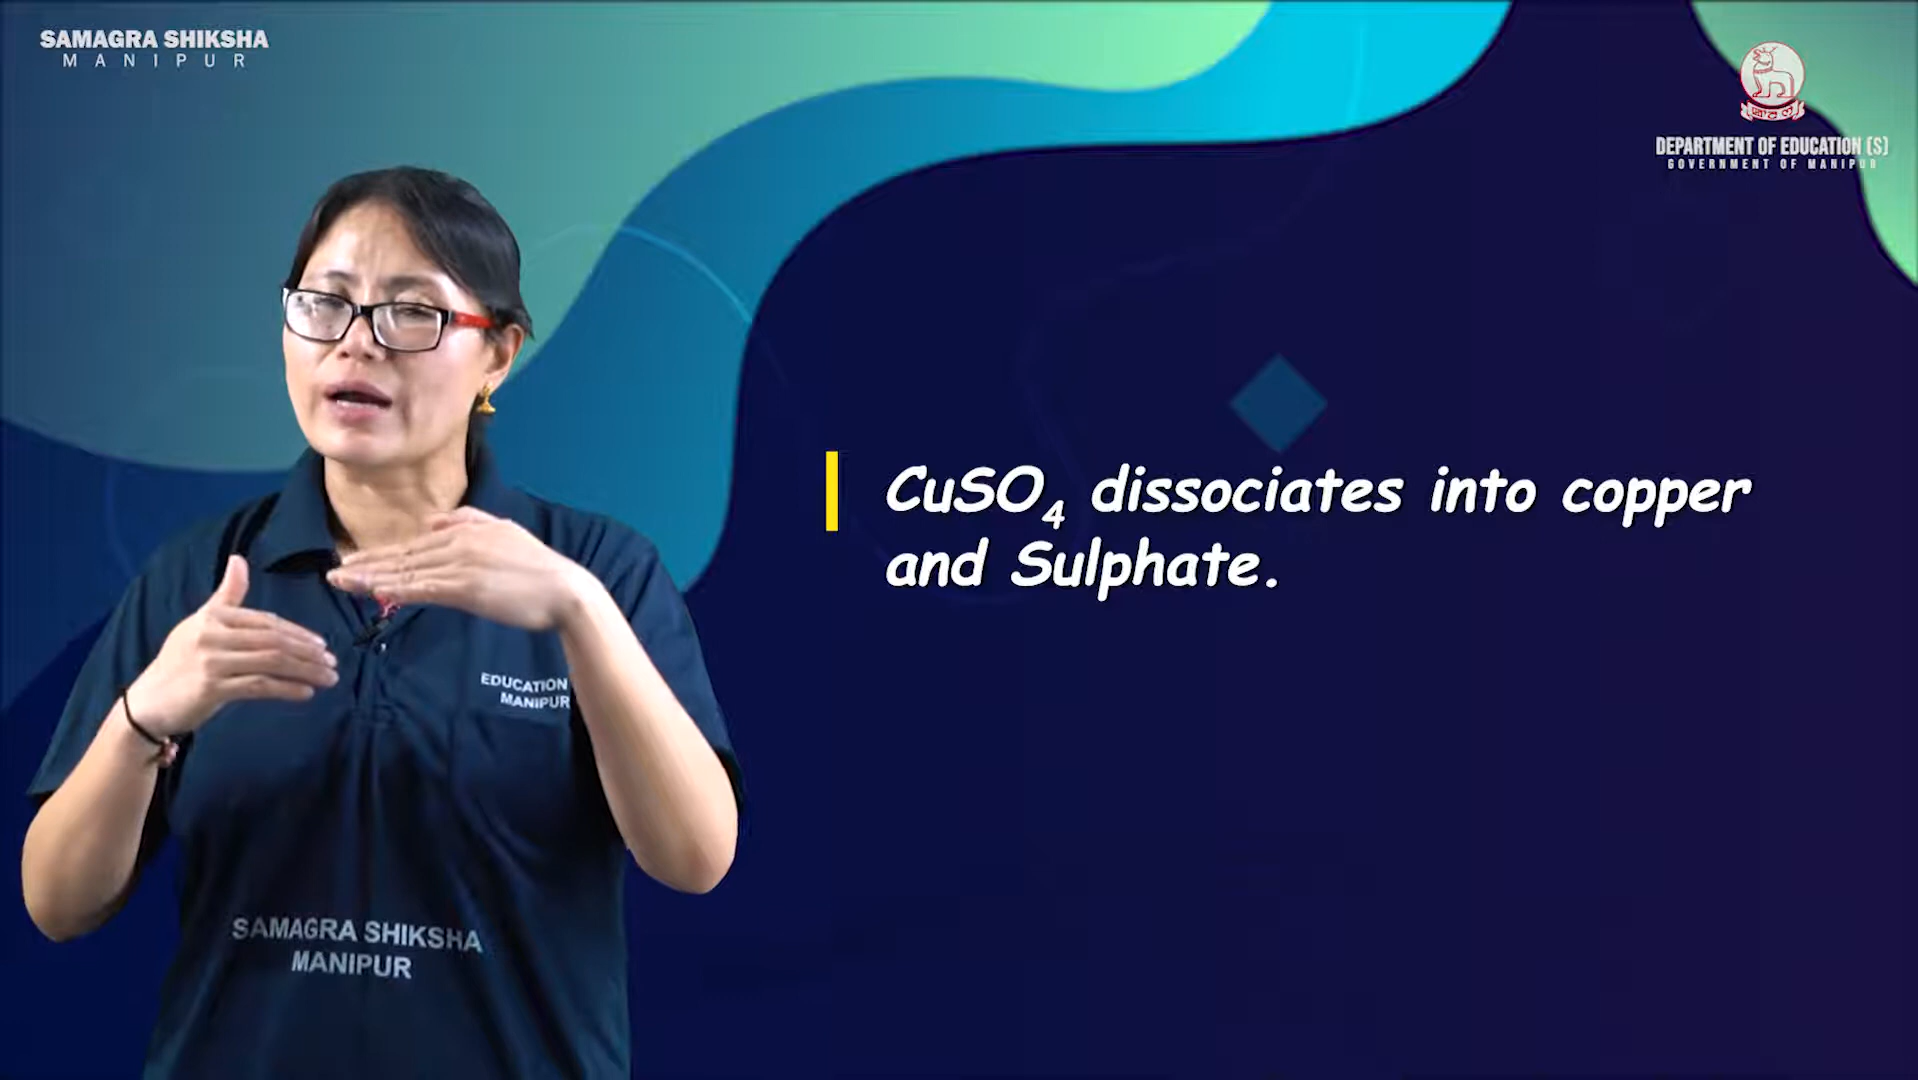 SAMAGRA SHIKSHA
MANIPUR
DEPARTMENT OF EDUCATION (S)
GOVERNMENT OF MANIPUR
CuSO₄ dissociates into copper
and Sulphate.
EDUCATION
MANIPUR
SAMAGRA SHIKSHA
MANIPUR